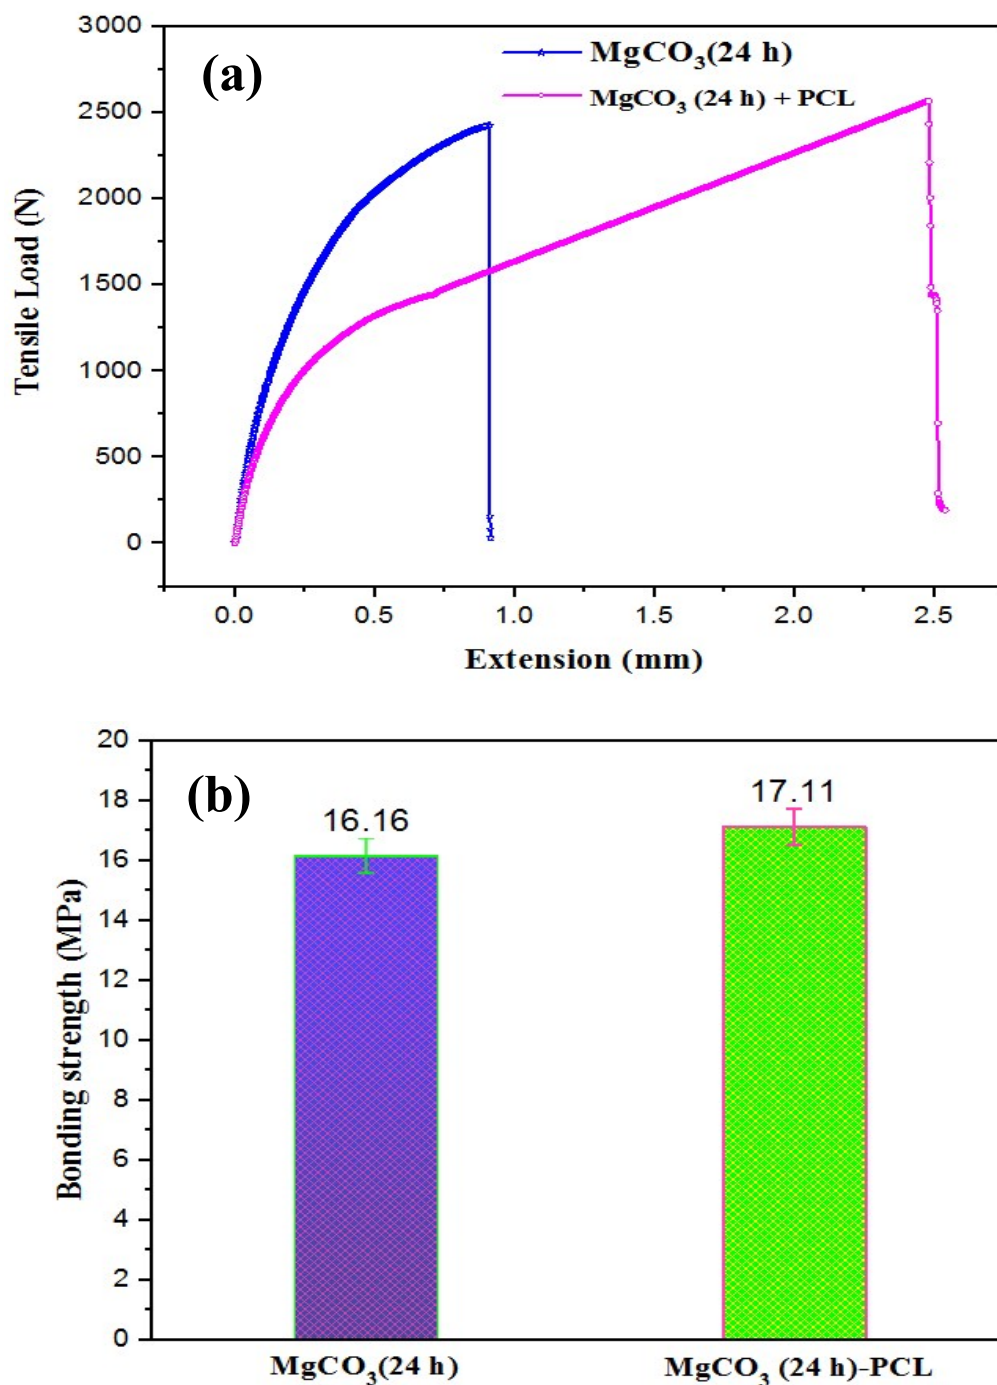 (a)
MgCO₃(24 h)
MgCO₃ (24 h) + PCL
3000
2500
2000
1500
1000
500
0
Tensile Load (N)
0.0 0.5 1.0 1.5 2.0 2.5
Extension (mm)
(b)
20
18
16
14
12
10
8
6
4
2
0
Bonding strength (MPa)
16.16
17.11
MgCO₃(24 h)
MgCO₃ (24 h)-PCL